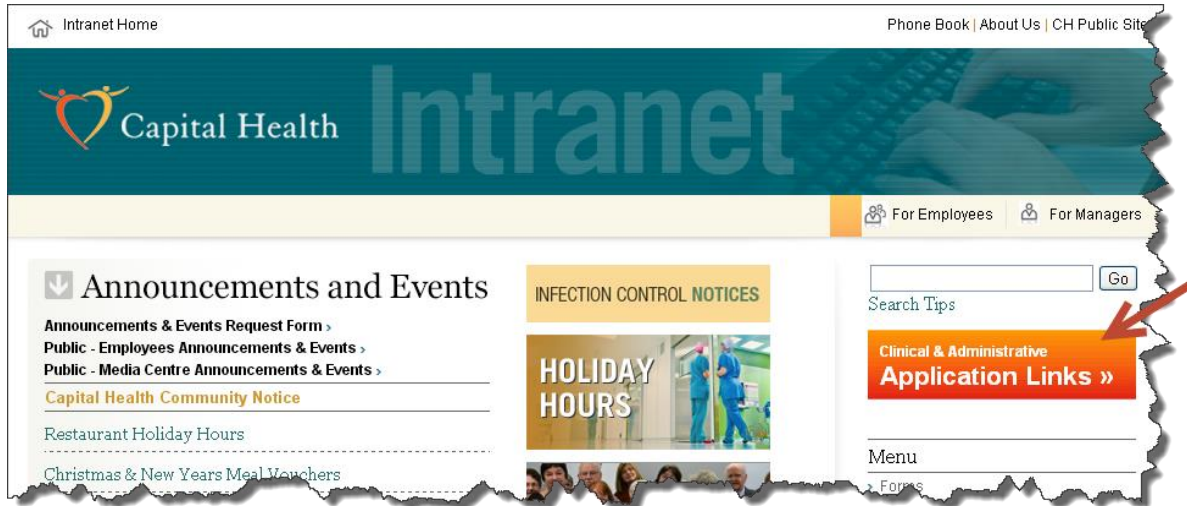 Intranet Home
Phone Book | About Us | CH Public Site
Capital Health
Intranet
For Employees
For Managers
Announcements and Events
Announcements & Events Request Form ›
Public - Employees Announcements & Events ›
Public - Media Centre Announcements & Events ›
Capital Health Community Notice
Restaurant Holiday Hours
Christmas & New Years Meal Vouchers
INFECTION CONTROL NOTICES
HOLIDAY
HOURS
Go
Search Tips
Clinical & Administrative
Application Links »
Menu
› Forms